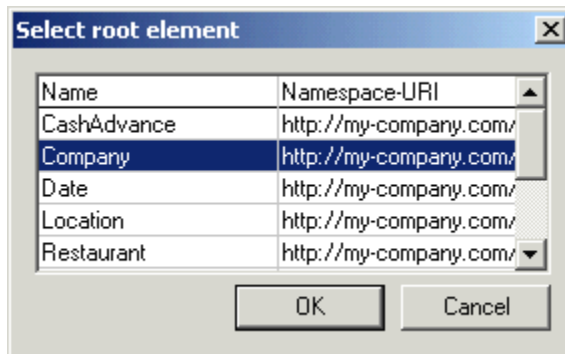 Select root element
Name Namespace-URI
CashAdvance http://my-company.com/
Company http://my-company.com/
Date http://my-company.com/
Location http://my-company.com/
Restaurant http://my-company.com/
OK Cancel